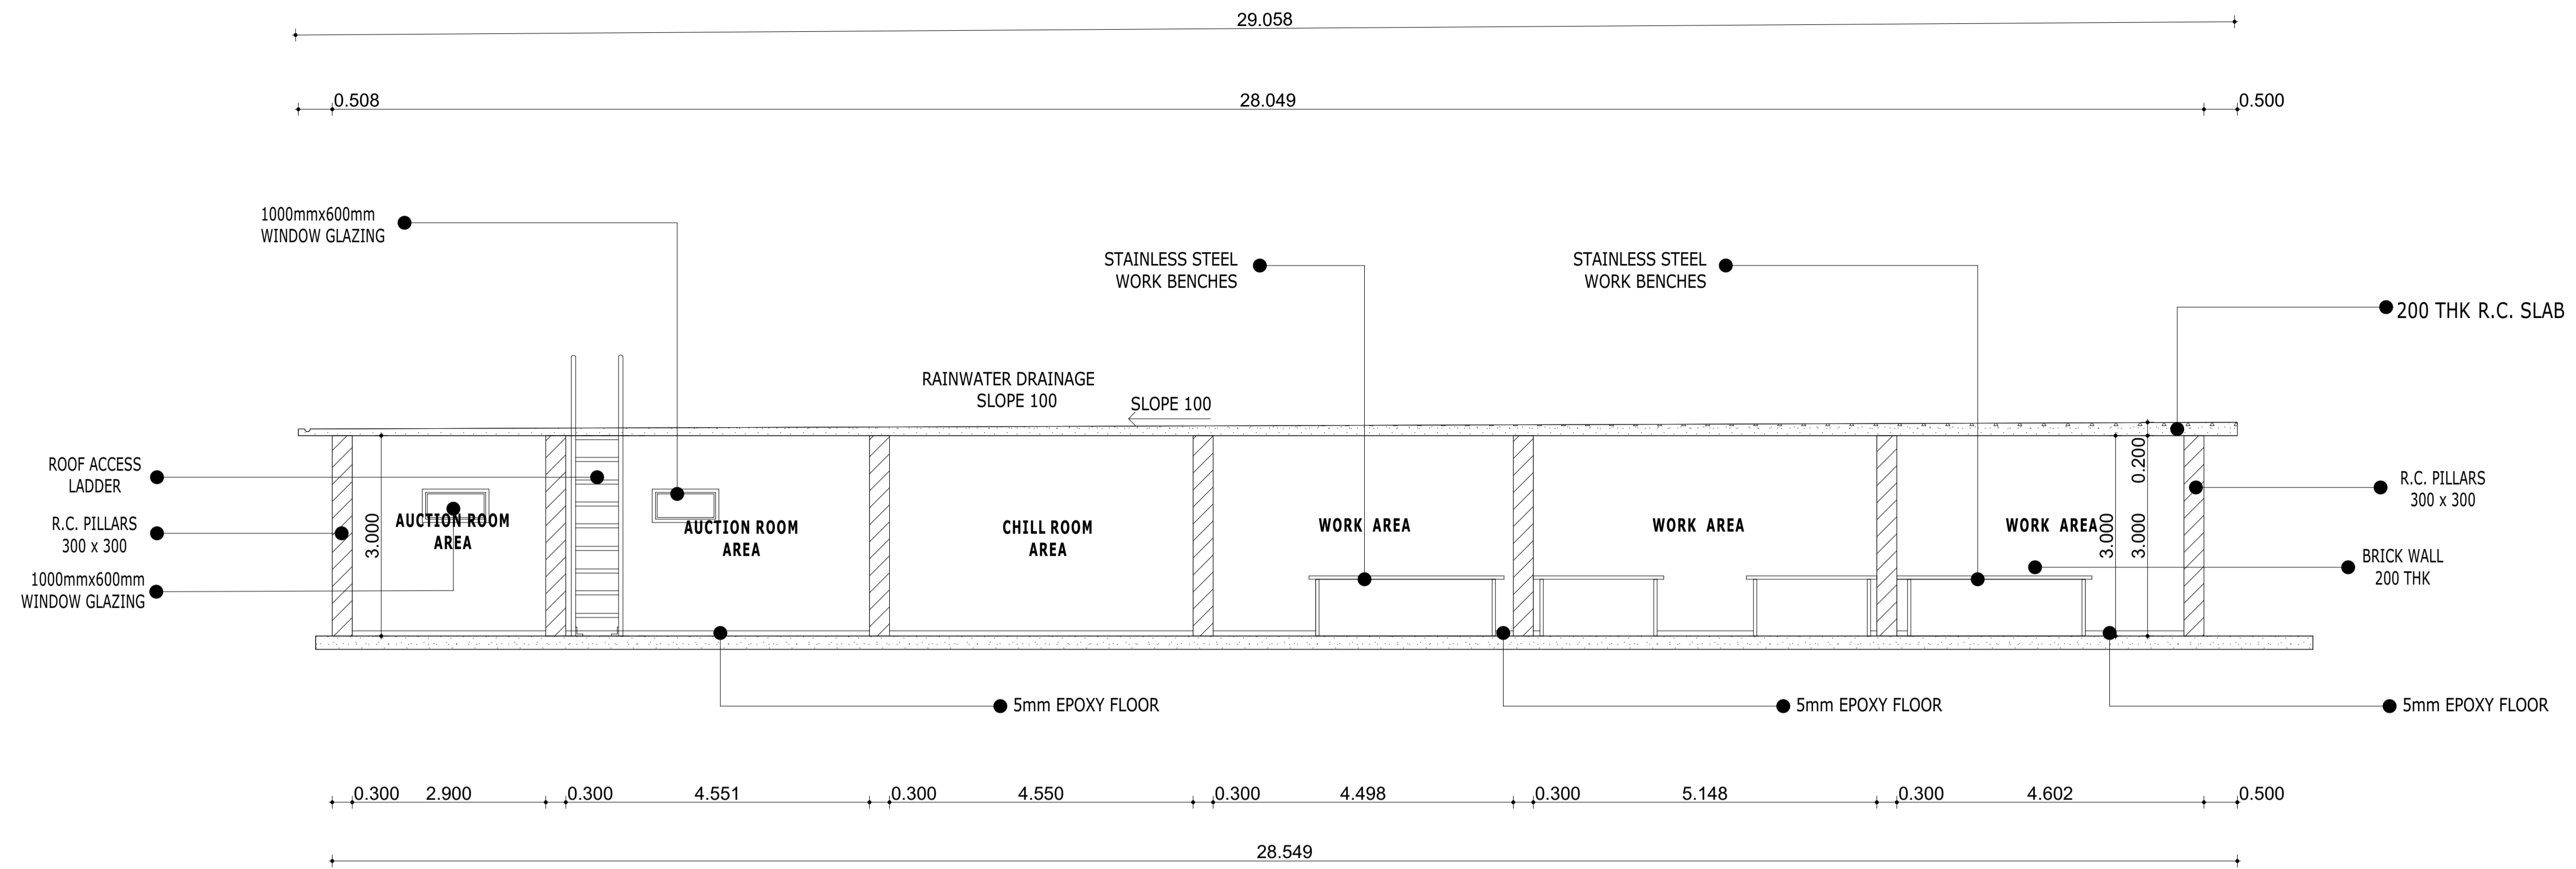 29.058
0.508
28.049
0.500
1000mmx600mm
WINDOW GLAZING
STAINLESS STEEL
WORK BENCHES
STAINLESS STEEL
WORK BENCHES
200 THK R.C. SLAB
RAINWATER DRAINAGE
SLOPE 100
SLOPE 100
ROOF ACCESS
LADDER
R.C. PILLARS
300 x 300
1000mmx600mm
WINDOW GLAZING
3.000
AUCTION ROOM
AREA
AUCTION ROOM
AREA
CHILL ROOM
AREA
WORK AREA
WORK AREA
WORK AREA
3.000
0.200
3.000
R.C. PILLARS
300 x 300
BRICK WALL
200 THK
5mm EPOXY FLOOR
5mm EPOXY FLOOR
5mm EPOXY FLOOR
0.300 2.900 0.300 4.551 0.300 4.550 0.300 4.498 0.300 5.148 0.300 4.602 0.500
28.549